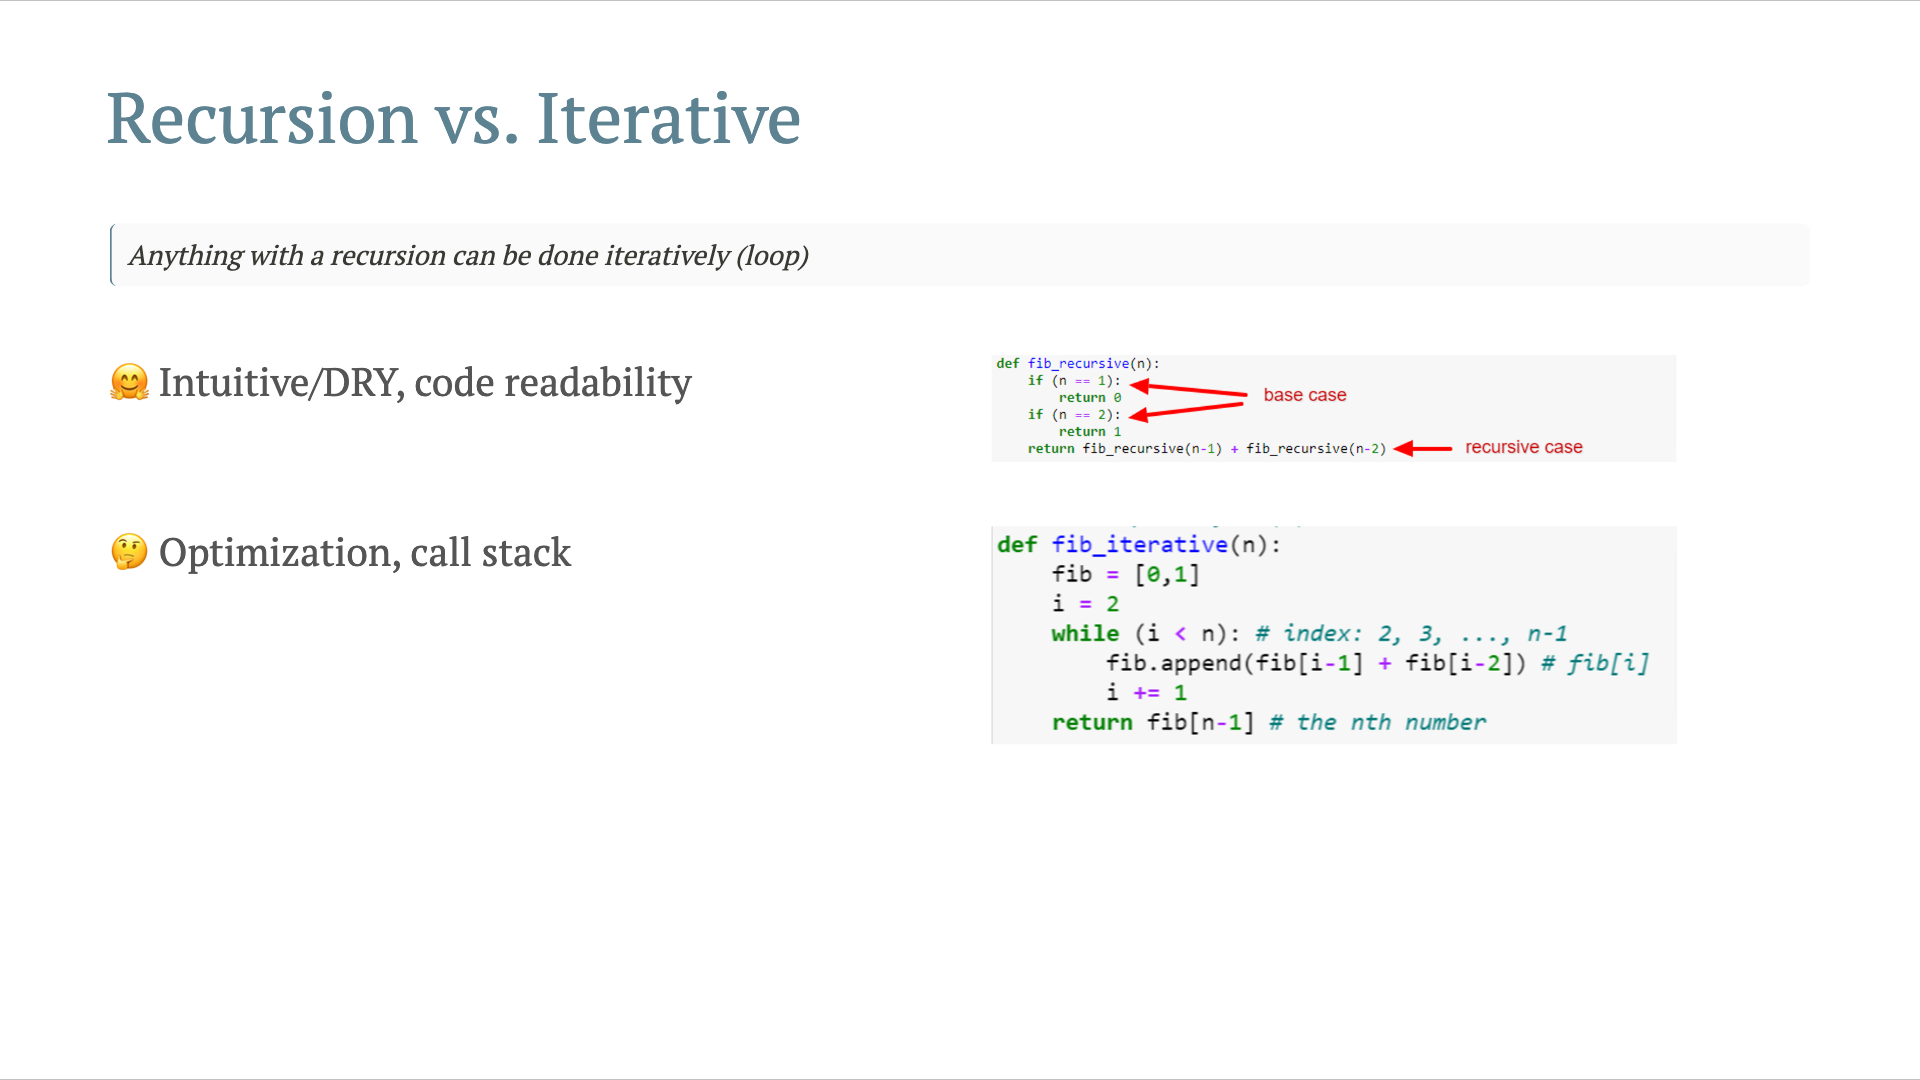 Recursion vs. Iterative
Anything with a recursion can be done iteratively (loop)
🤗 Intuitive/DRY, code readability
def fib_recursive(n):
    if (n == 1):
        return 0
    if (n == 2):
        return 1
    return fib_recursive(n-1) + fib_recursive(n-2)
base case
recursive case
🤔 Optimization, call stack
def fib_iterative(n):
    fib = [0,1]
    i = 2
    while (i < n): # index: 2, 3, ..., n-1
        fib.append(fib[i-1] + fib[i-2]) # fib[i]
        i += 1
    return fib[n-1] # the nth number